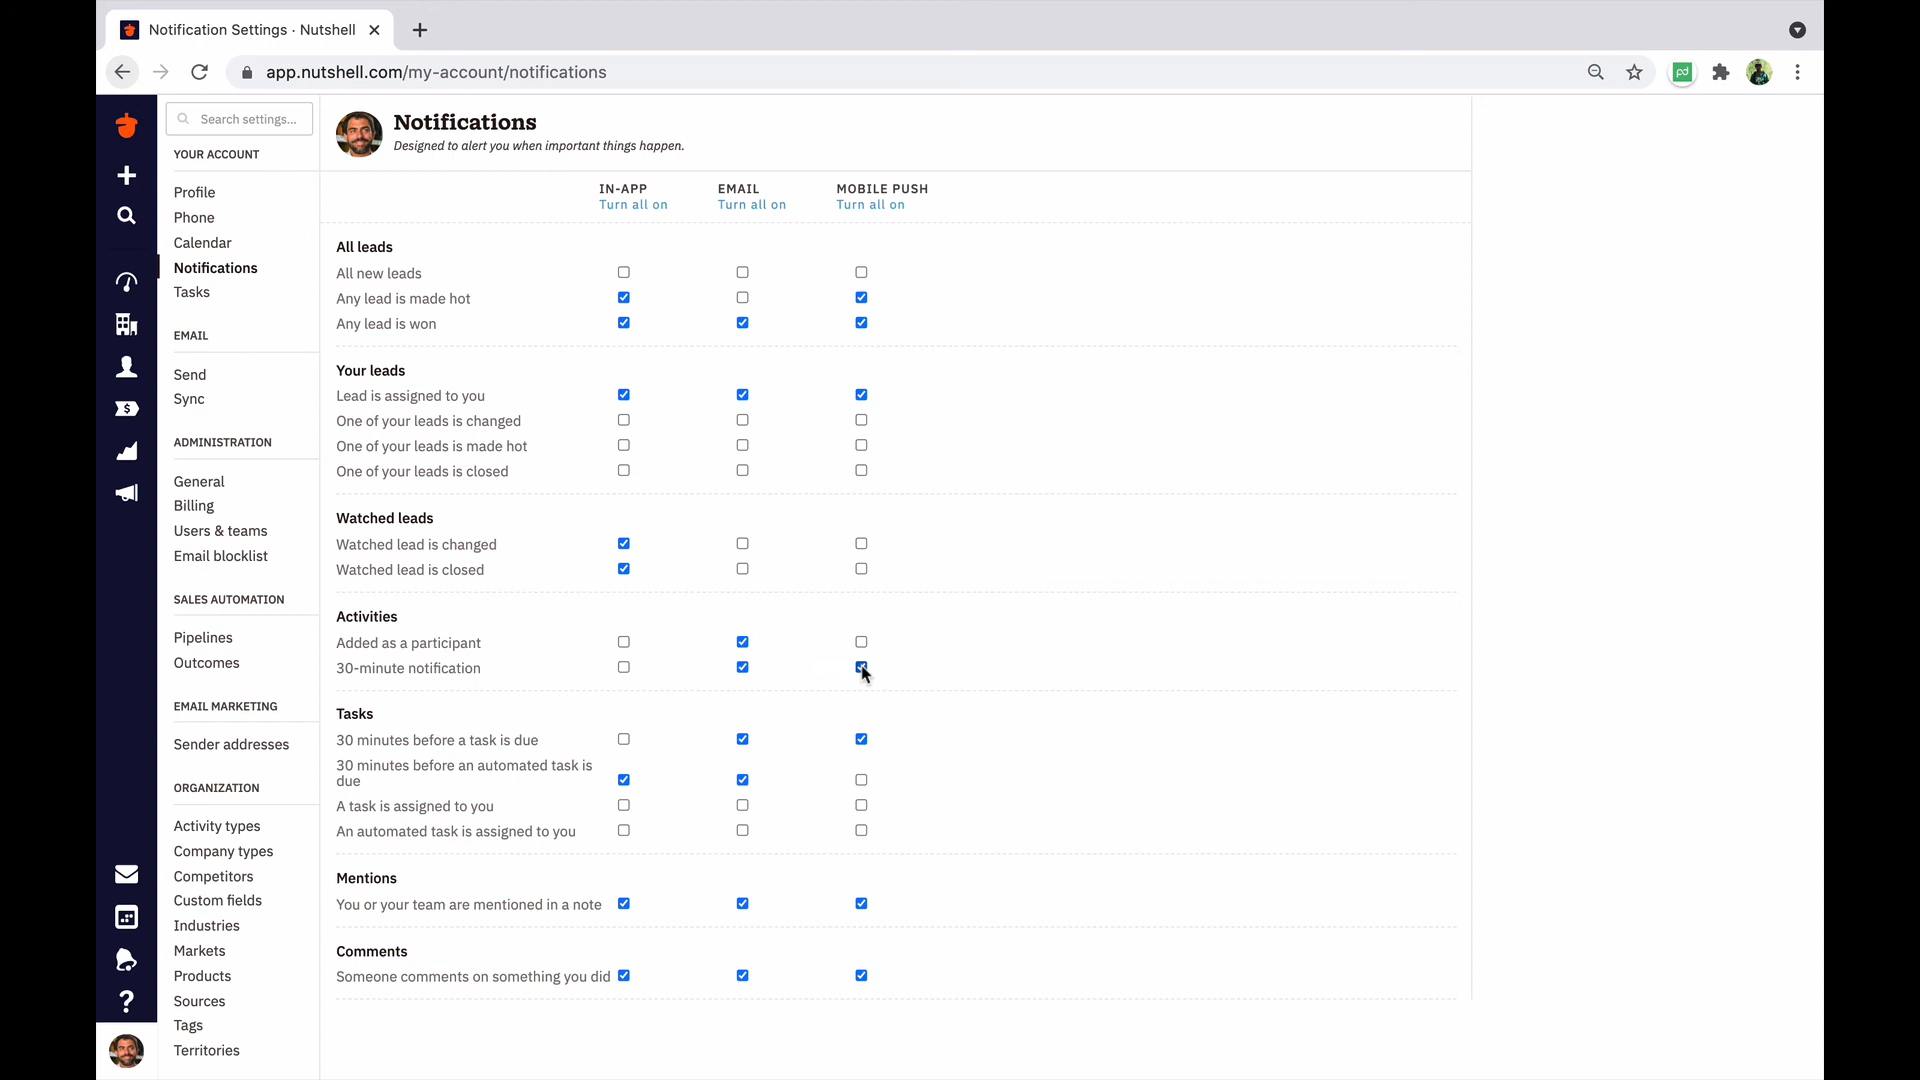 Notification Settings · Nutshell
app.nutshell.com/my-account/notifications
pd
Search settings...
YOUR ACCOUNT
Profile
Phone
Calendar
Notifications
Tasks
EMAIL
Send
Sync
ADMINISTRATION
General
Billing
Users & teams
Email blocklist
SALES AUTOMATION
Pipelines
Outcomes
EMAIL MARKETING
Sender addresses
ORGANIZATION
Activity types
Company types
Competitors
Custom fields
Industries
Markets
Products
Sources
Tags
Territories
Notifications
Designed to alert you when important things happen.
IN-APP EMAIL MOBILE PUSH
Turn all on Turn all on Turn all on
All leads
All new leads
Any lead is made hot
Any lead is won
Your leads
Lead is assigned to you
One of your leads is changed
One of your leads is made hot
One of your leads is closed
Watched leads
Watched lead is changed
Watched lead is closed
Activities
Added as a participant
30-minute notification
Tasks
30 minutes before a task is due
30 minutes before an automated task is
due
A task is assigned to you
An automated task is assigned to you
Mentions
You or your team are mentioned in a note
Comments
Someone comments on something you did